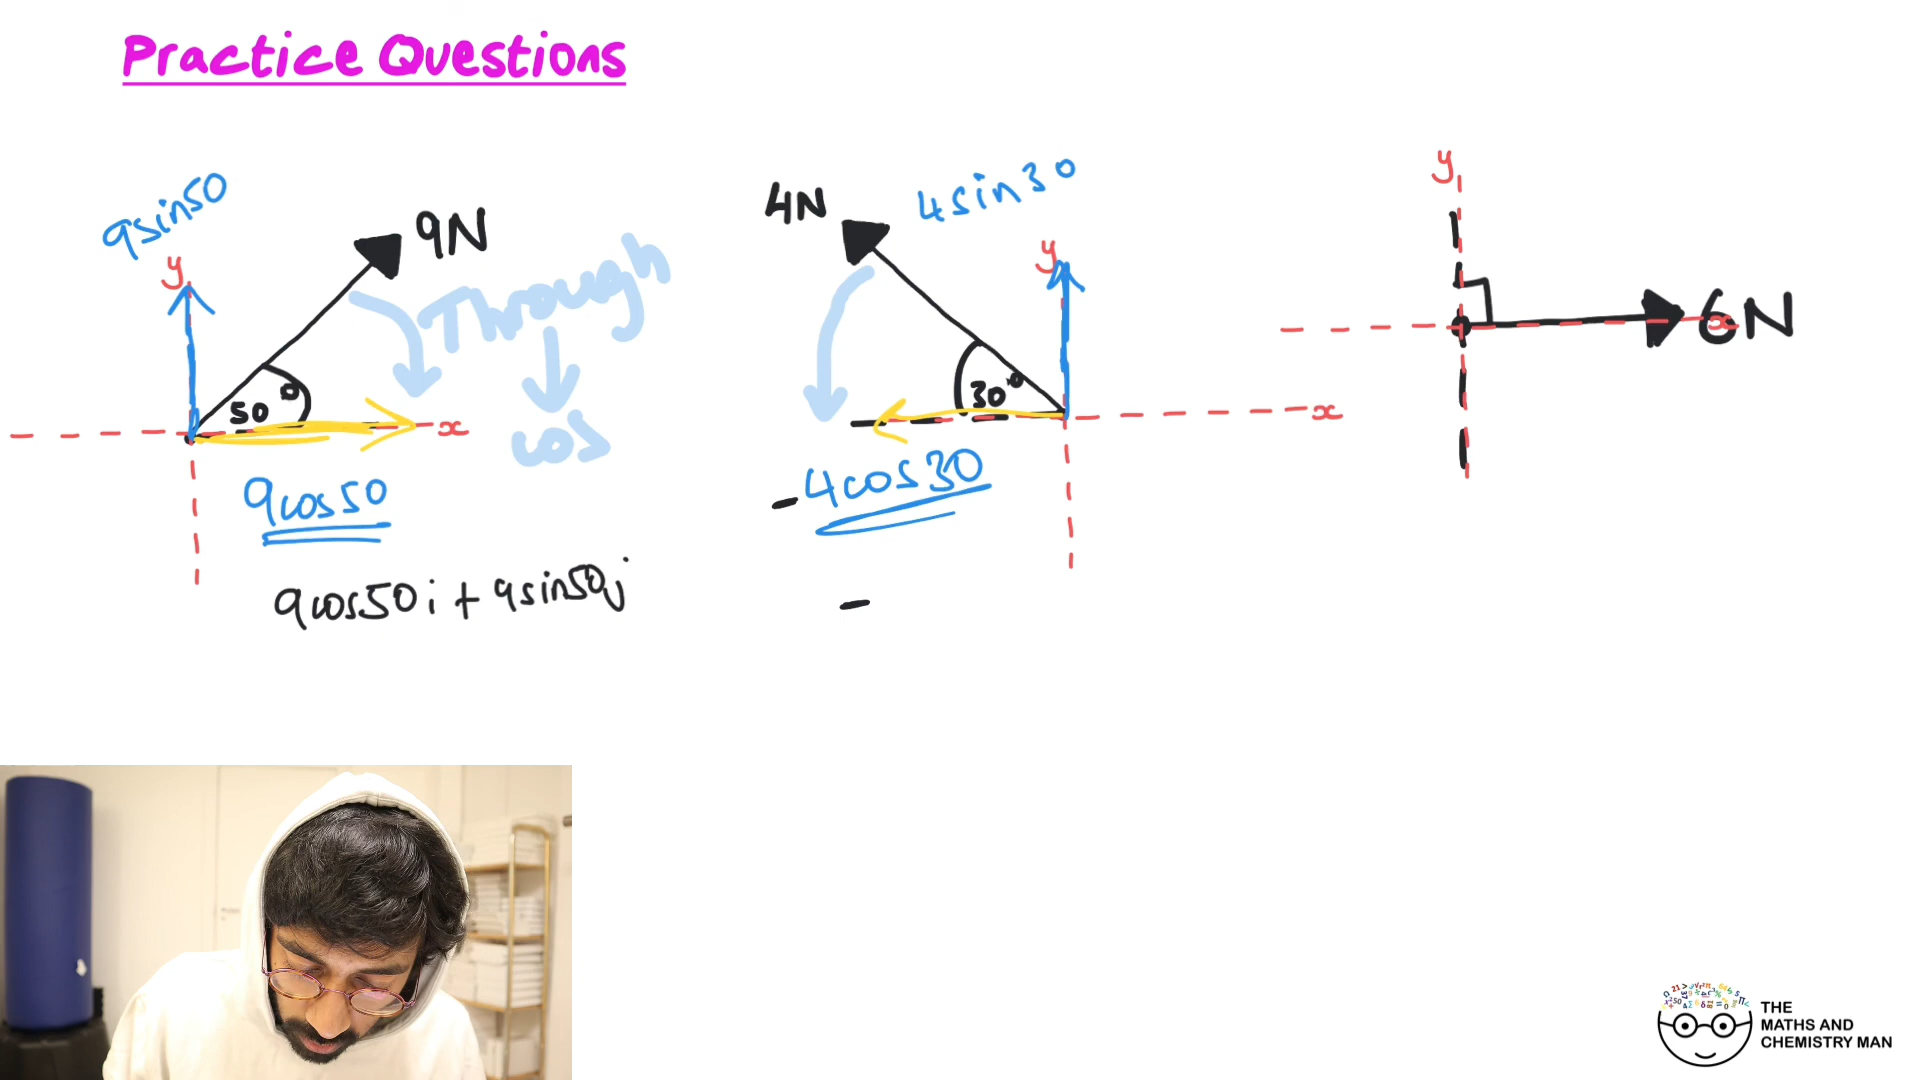 Practice Questions
9sin50
y
9N
Through
cos
50°
x
9cos50
9cos50i + 9sin50j
4N
4sin30
y
30°
x
-4cos30
-
y
6N
x
THE
MATHS AND
CHEMISTRY MAN